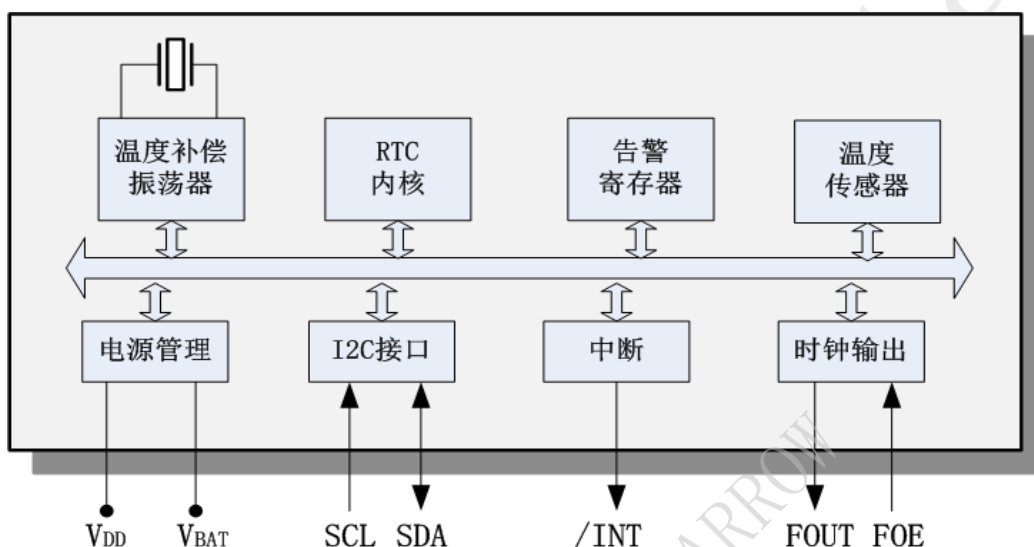 温度补偿
振荡器
RTC
内核
告警
寄存器
温度
传感器
电源管理
I2C接口
中断
时钟输出
VDD
VBAT
SCL
SDA
/INT
FOUT
FOE
ARROW